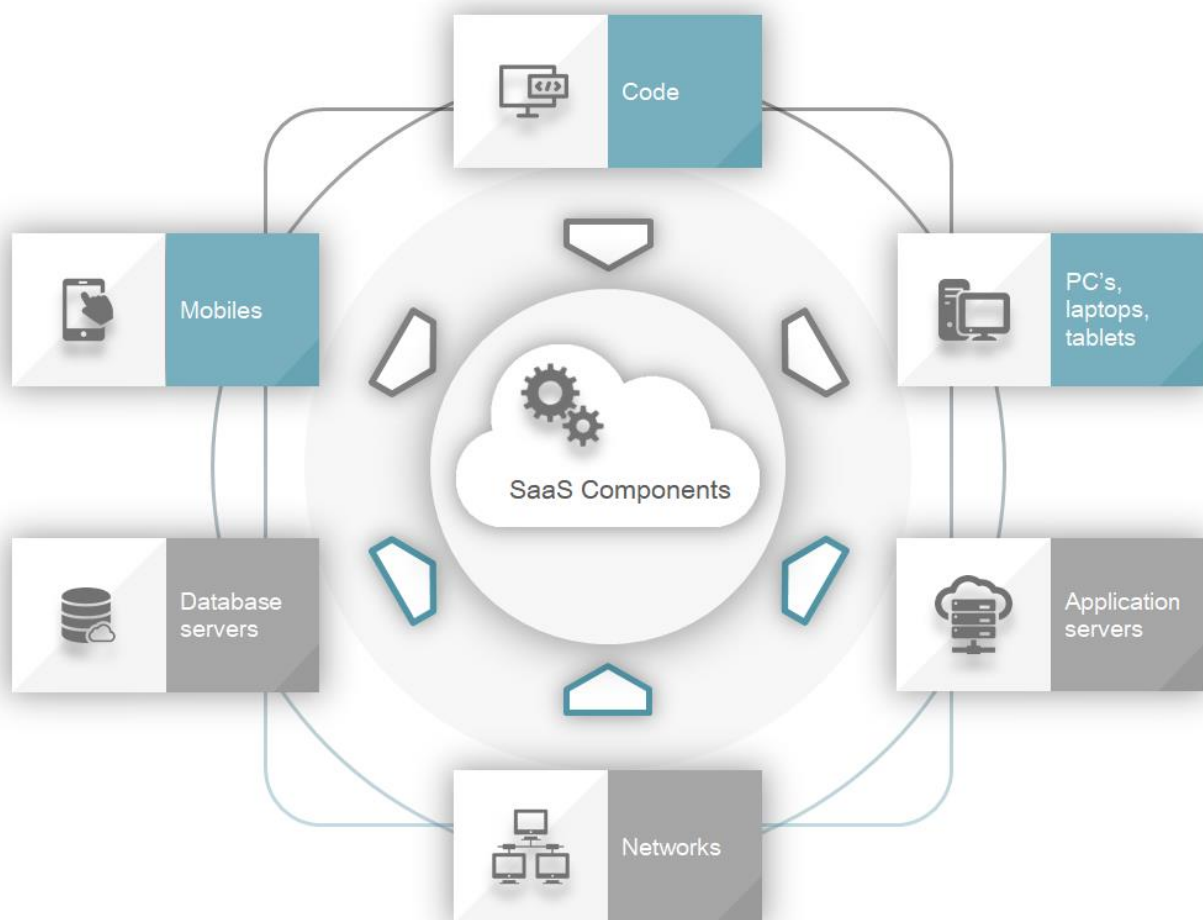 Code
Mobiles
PC's,
laptops,
tablets
SaaS Components
Database
servers
Application
servers
Networks